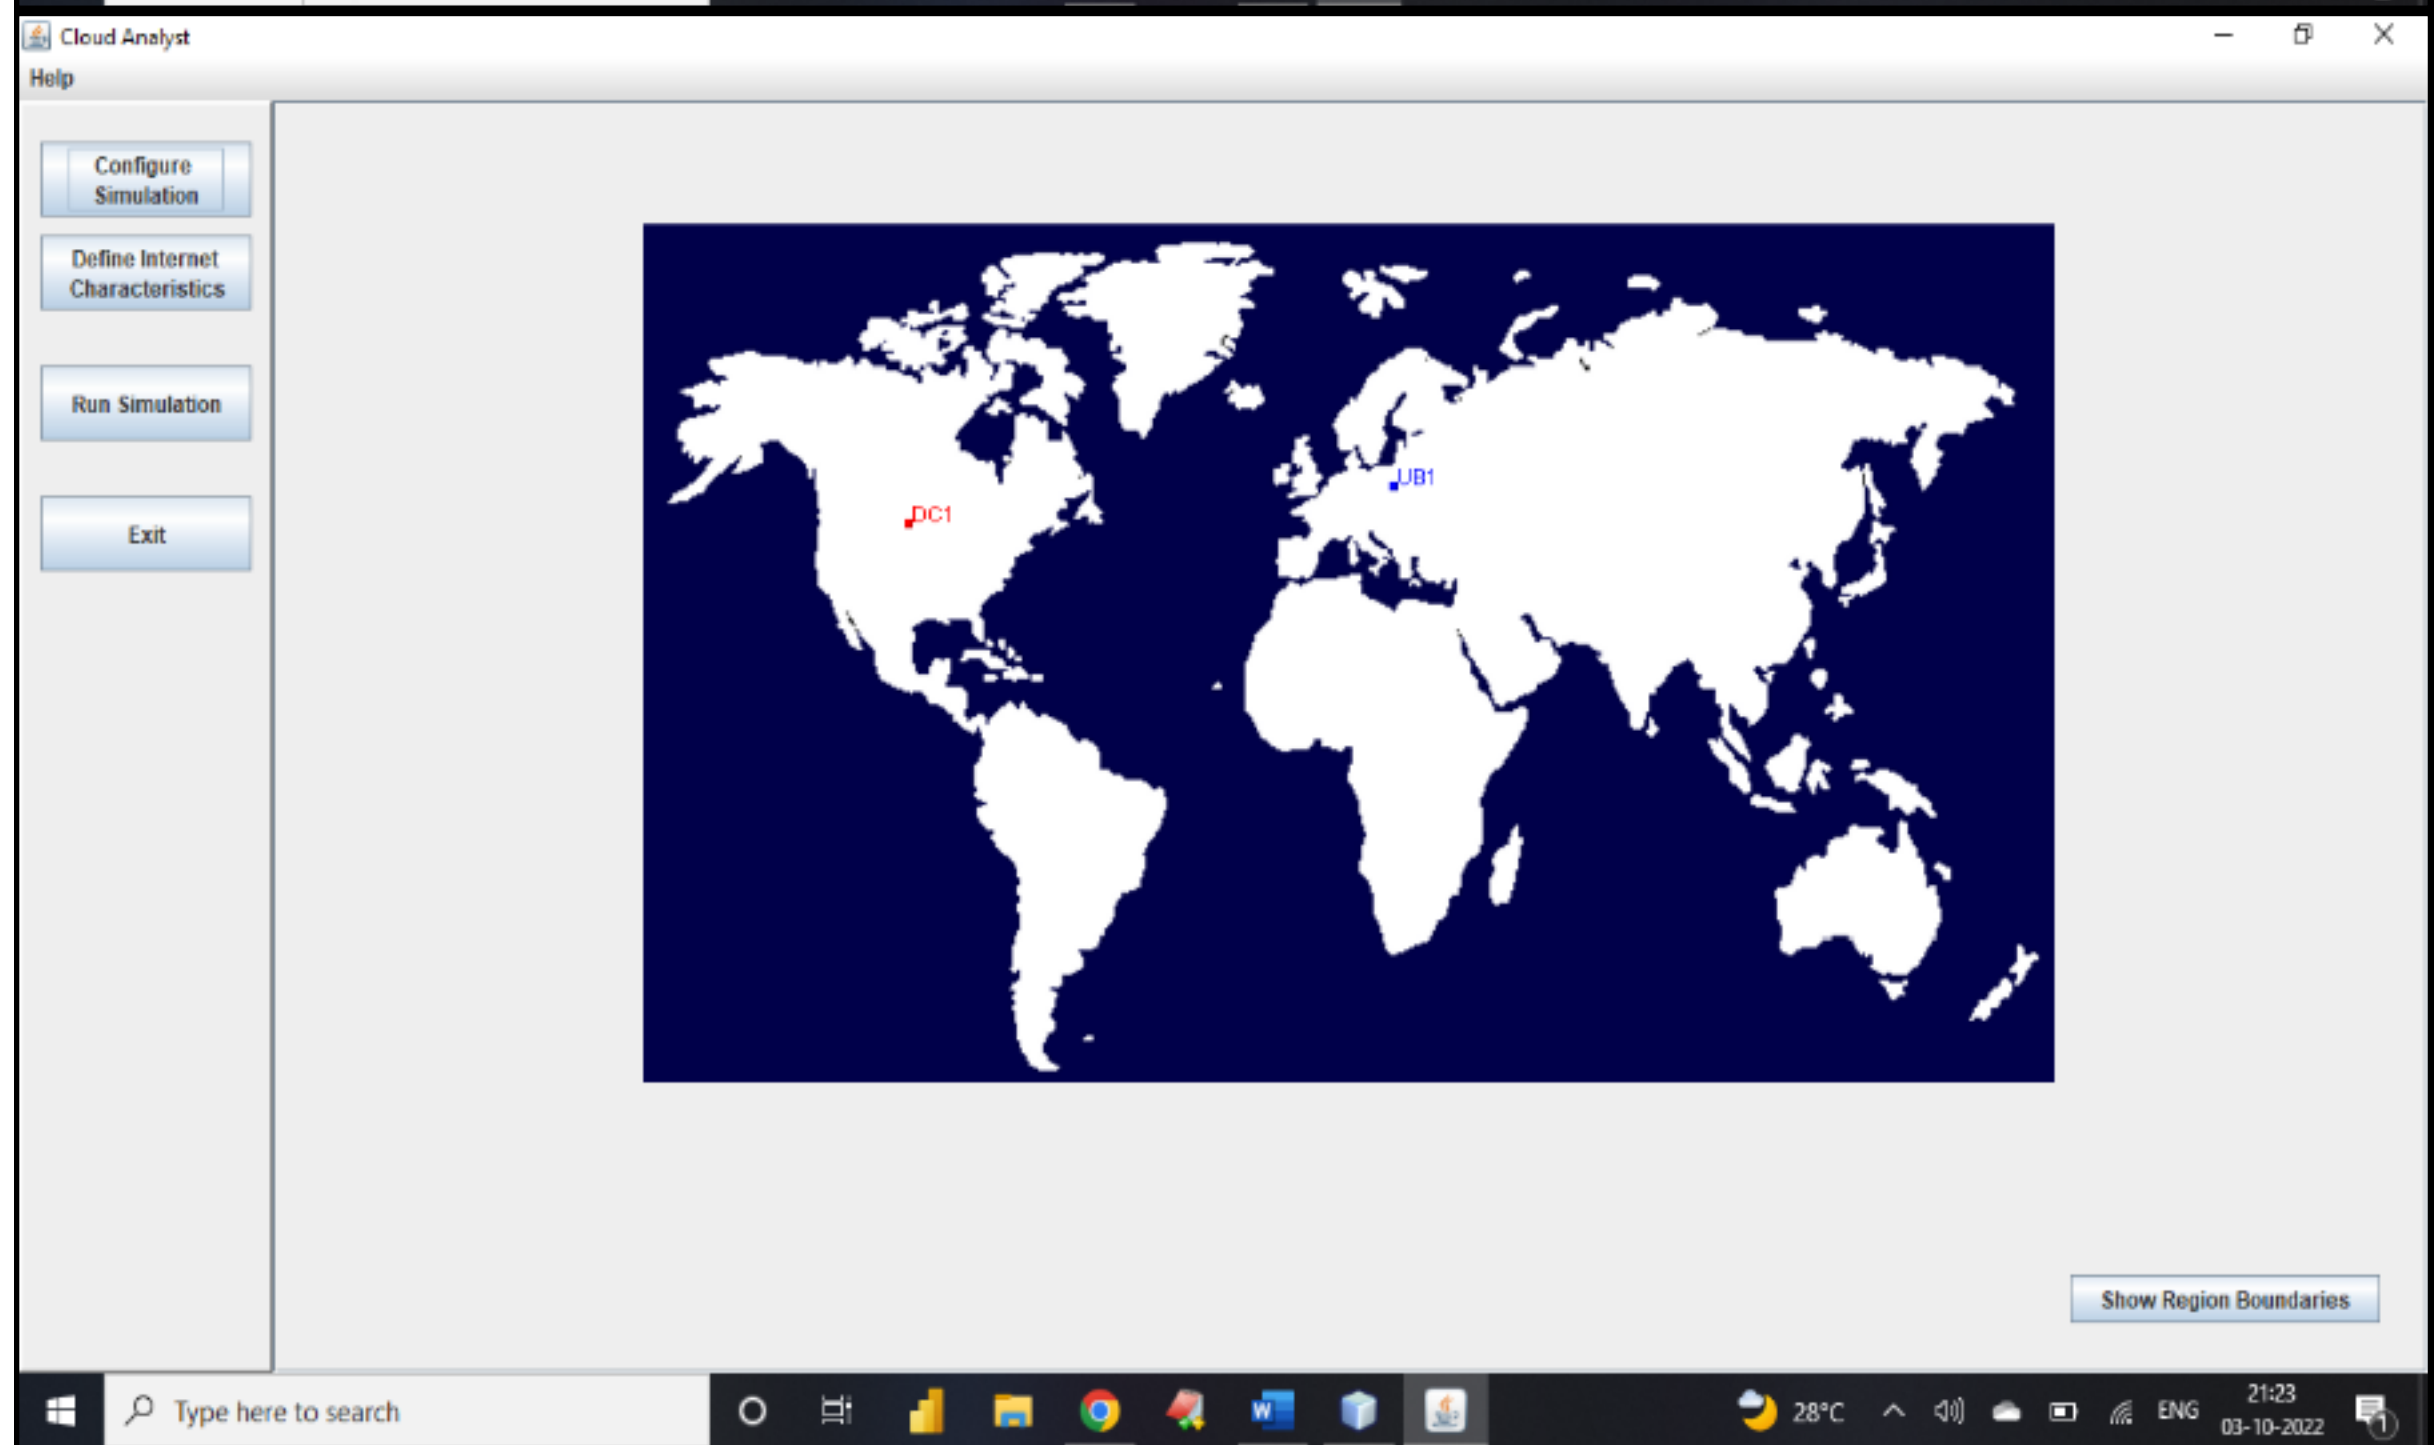 Cloud Analyst
Help
Configure
Simulation
Define Internet
Characteristics
Run Simulation
Exit
DC1
UB1
Show Region Boundaries
Type here to search
W
28°C
ENG
21:23
03-10-2022
1